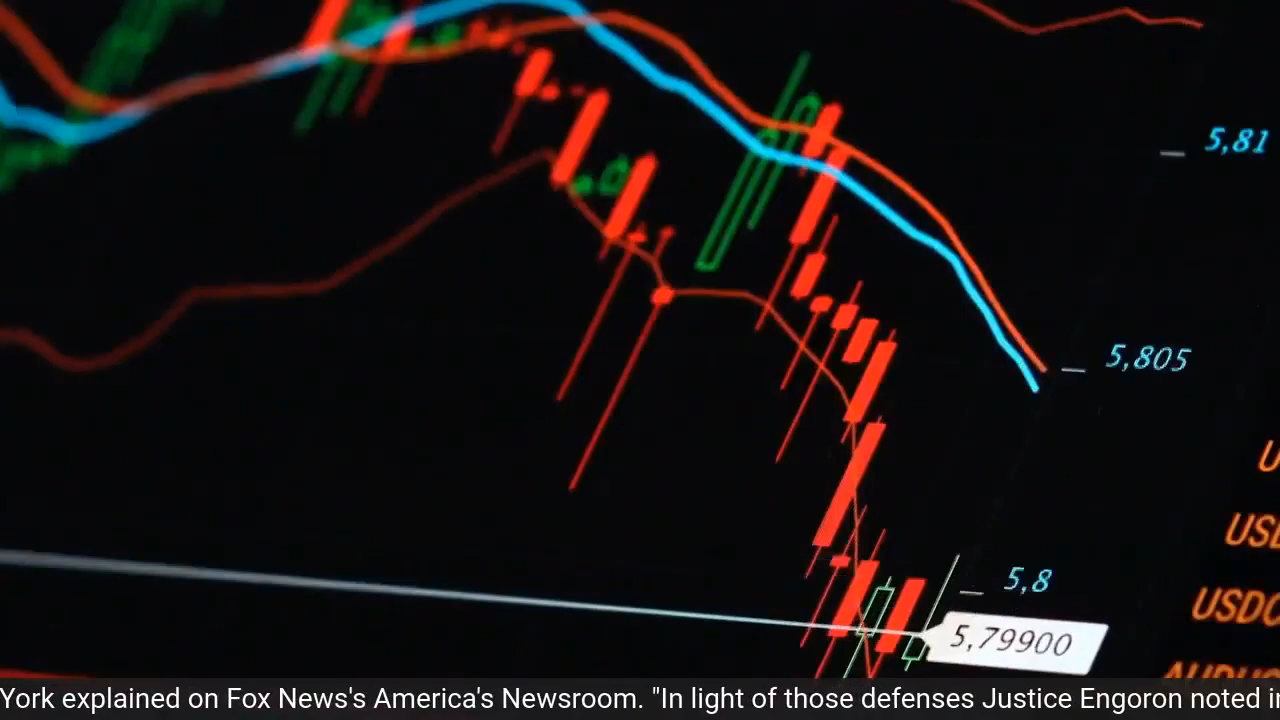 5,81
5,805
5,8
USDC
5,79900
York explained on Fox News's America's Newsroom. "In light of those defenses Justice Engoron noted